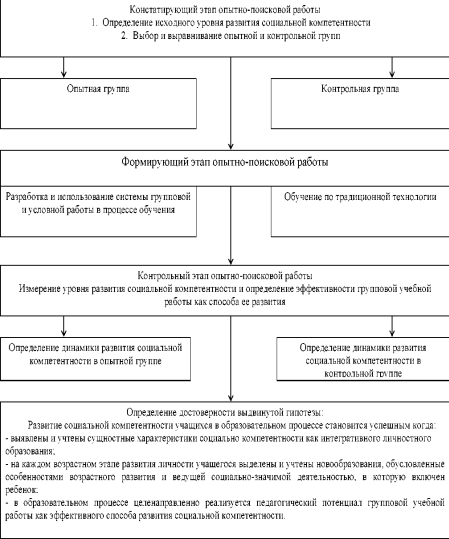 Констатирующий этап опытно-поисковой работы
1. Определение исходного уровня развития социальной компетентности
2. Выбор и выравнивание опытной и контрольной групп
Опытная группа
Контрольная группа
Формирующий этап опытно-поисковой работы
Разработка и использование системы групповой
и условной работы в процессе обучения
Обучение по традиционной технологии
Контрольный этап опытно-поисковой работы
Измерение уровня развития социальной компетентности и определение эффективности групповой учебной
работы как способа ее развития
Определение динамики развития социальной
компетентности в опытной группе
Определение динамики развития
социальной компетентности в
контрольной группе
Определение достоверности выдвинутой гипотезы:
Развитие социальной компетентности учащихся в образовательном процессе становится успешным когда:
- выявлены и учтены сущностные характеристики социально компетентности как интегративного личностного
образования;
- на каждом возрастном этапе развития личности учащегося выделены и учтены новообразования, обусловленные
особенностями возрастного развития и ведущей социально-значимой деятельностью, в которую включен
ребенок;
- в образовательном процессе целенаправленно реализуется педагогический потенциал групповой учебной
работы как эффективного способа развития социальной компетентности.